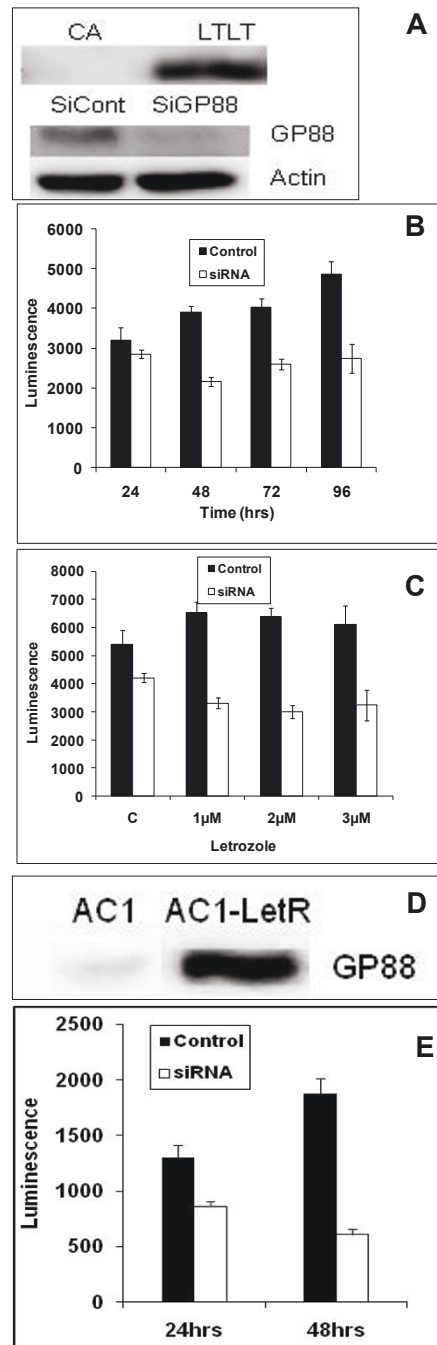 A
CA LTLT
SiCont SiGP88
GP88
Actin
B
6000
5000
4000
3000
2000
1000
0
Luminescence
Control
siRNA
24 48 72 96
Time (hrs)
C
8000
7000
6000
5000
4000
3000
2000
1000
0
Luminescence
Control
siRNA
C 1µM 2µM 3µM
Letrozole
D
AC1 AC1-LetR
GP88
E
2500
2000
1500
1000
500
0
Luminescence
Control
siRNA
24hrs 48hrs